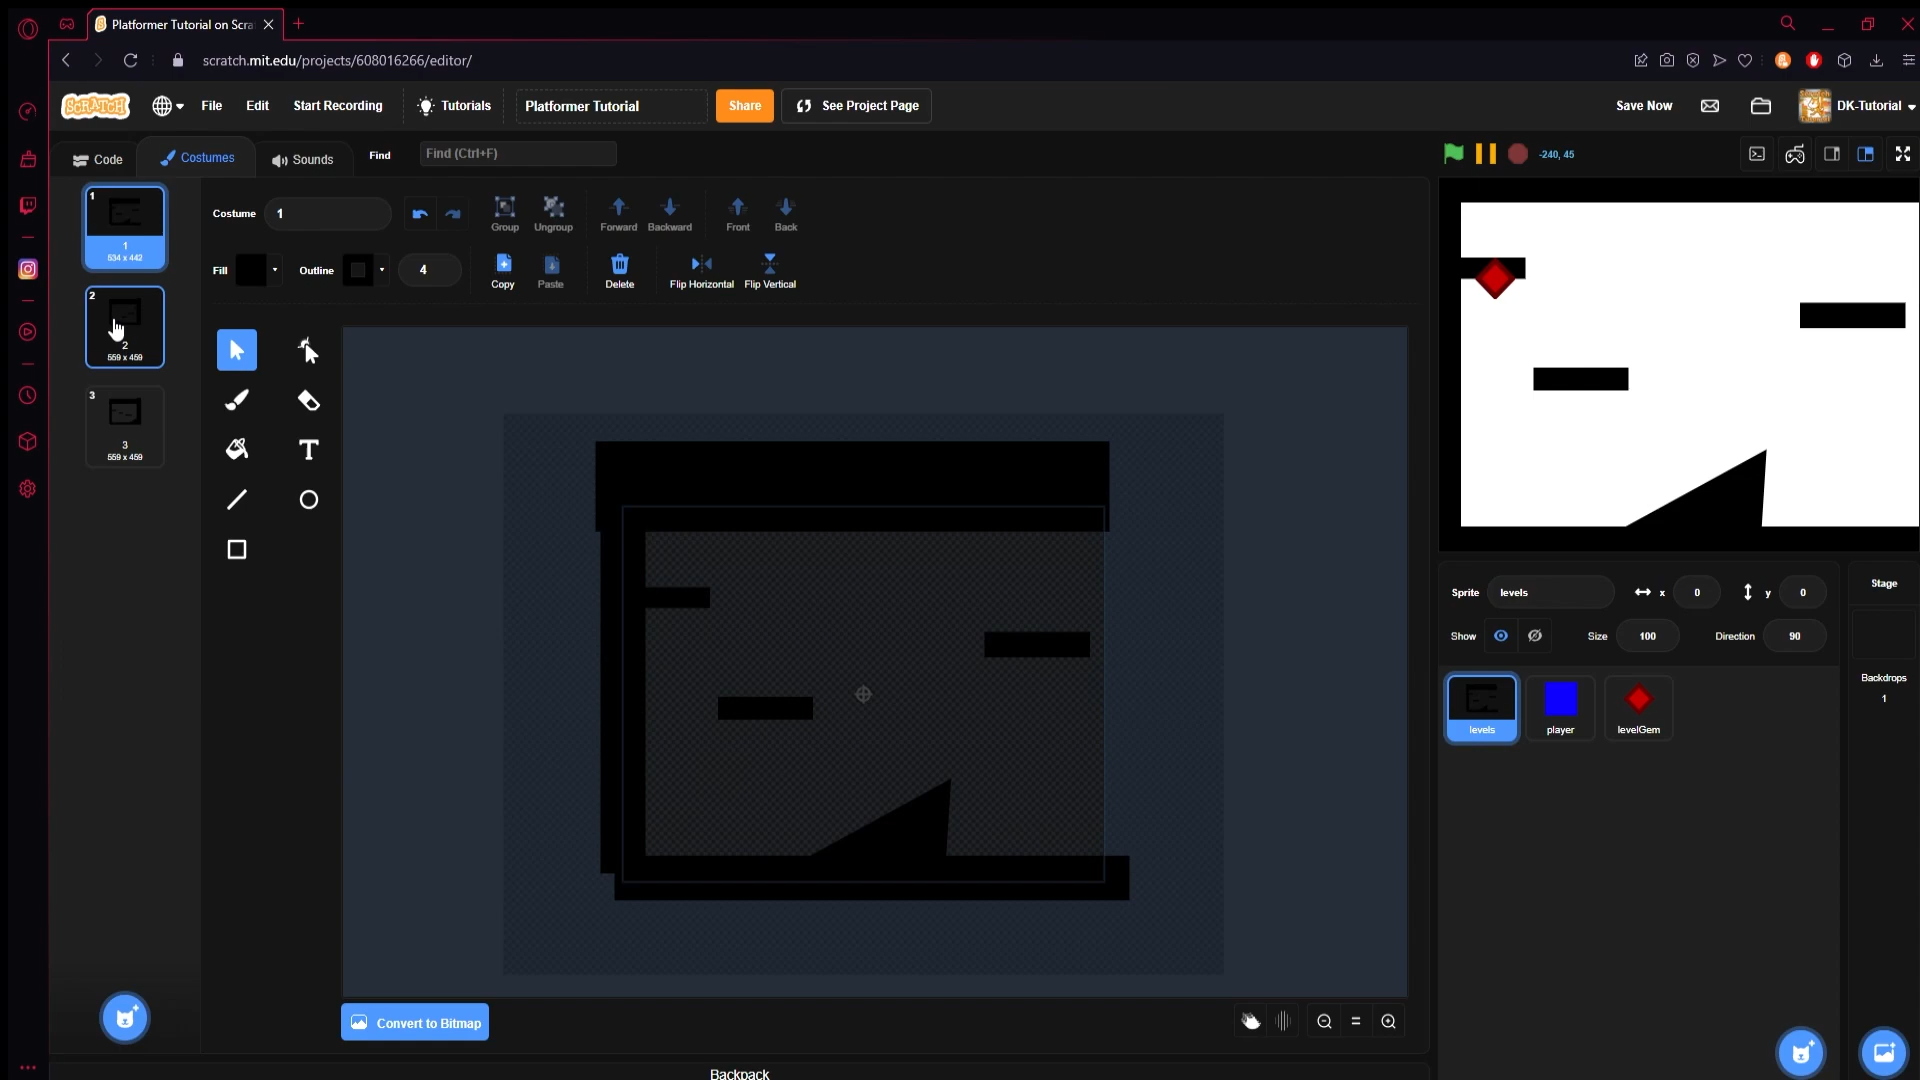 Platformer Tutorial on Scra
scratch.mit.edu/projects/608016266/editor/
SCRATCH
File
Edit
Start Recording
Tutorials
Platformer Tutorial
Share
See Project Page
Save Now
DK-Tutorial
Code
Costumes
Sounds
Find
Find (Ctrl+F)
-240, 45
1
1
534 x 442
2
2
559 x 459
3
3
559 x 459
Costume
1
Group
Ungroup
Forward
Backward
Front
Back
Fill
Outline
4
Copy
Paste
Delete
Flip Horizontal
Flip Vertical
T
Convert to Bitmap
Backpack
Sprite
levels
x
0
y
0
Show
Size
100
Direction
90
levels
player
levelGem
Stage
Backdrops
1